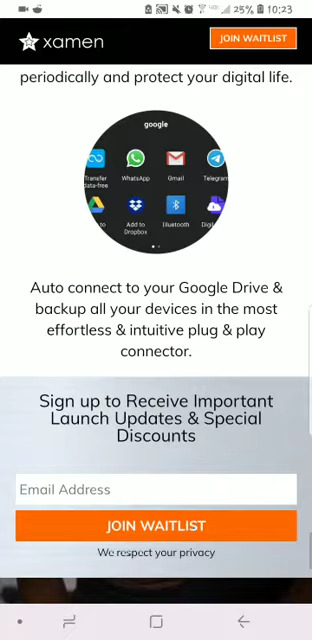 25% 10:23
xamen
JOIN WAITLIST
periodically and protect your digital life.
google
Transfer
data-free
WhatsApp
Gmail
Telegram
to
Add to
Dropbox
Bluetooth
Digi
Auto connect to your Google Drive &
backup all your devices in the most
effortless & intuitive plug & play
connector.
Sign up to Receive Important
Launch Updates & Special
Discounts
Email Address
JOIN WAITLIST
We respect your privacy